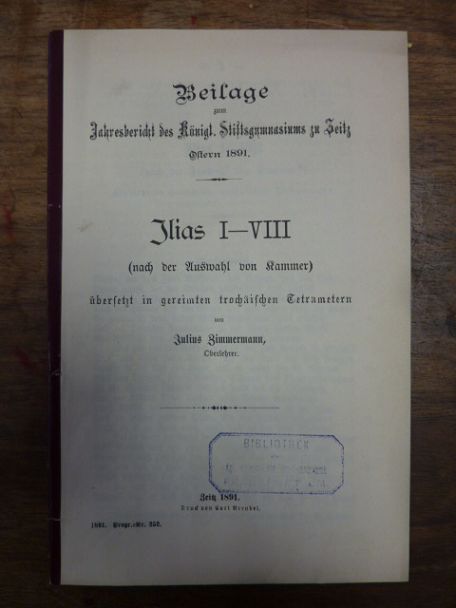 Beilage
zum
Jahresbericht des Königl. Stiftsgymnasiums zu Zeitz
Ostern 1891.
Ilias I—VIII
(nach der Auswahl von Kammer)
übersetzt in gereimten trochäischen Tetrametern
von
Julius Zimmermann,
Oberlehrer.
BIBLIOTHEK
Zeitz 1891.
Druck von Carl Brendel.
1891. Progr.-Nr. 252.